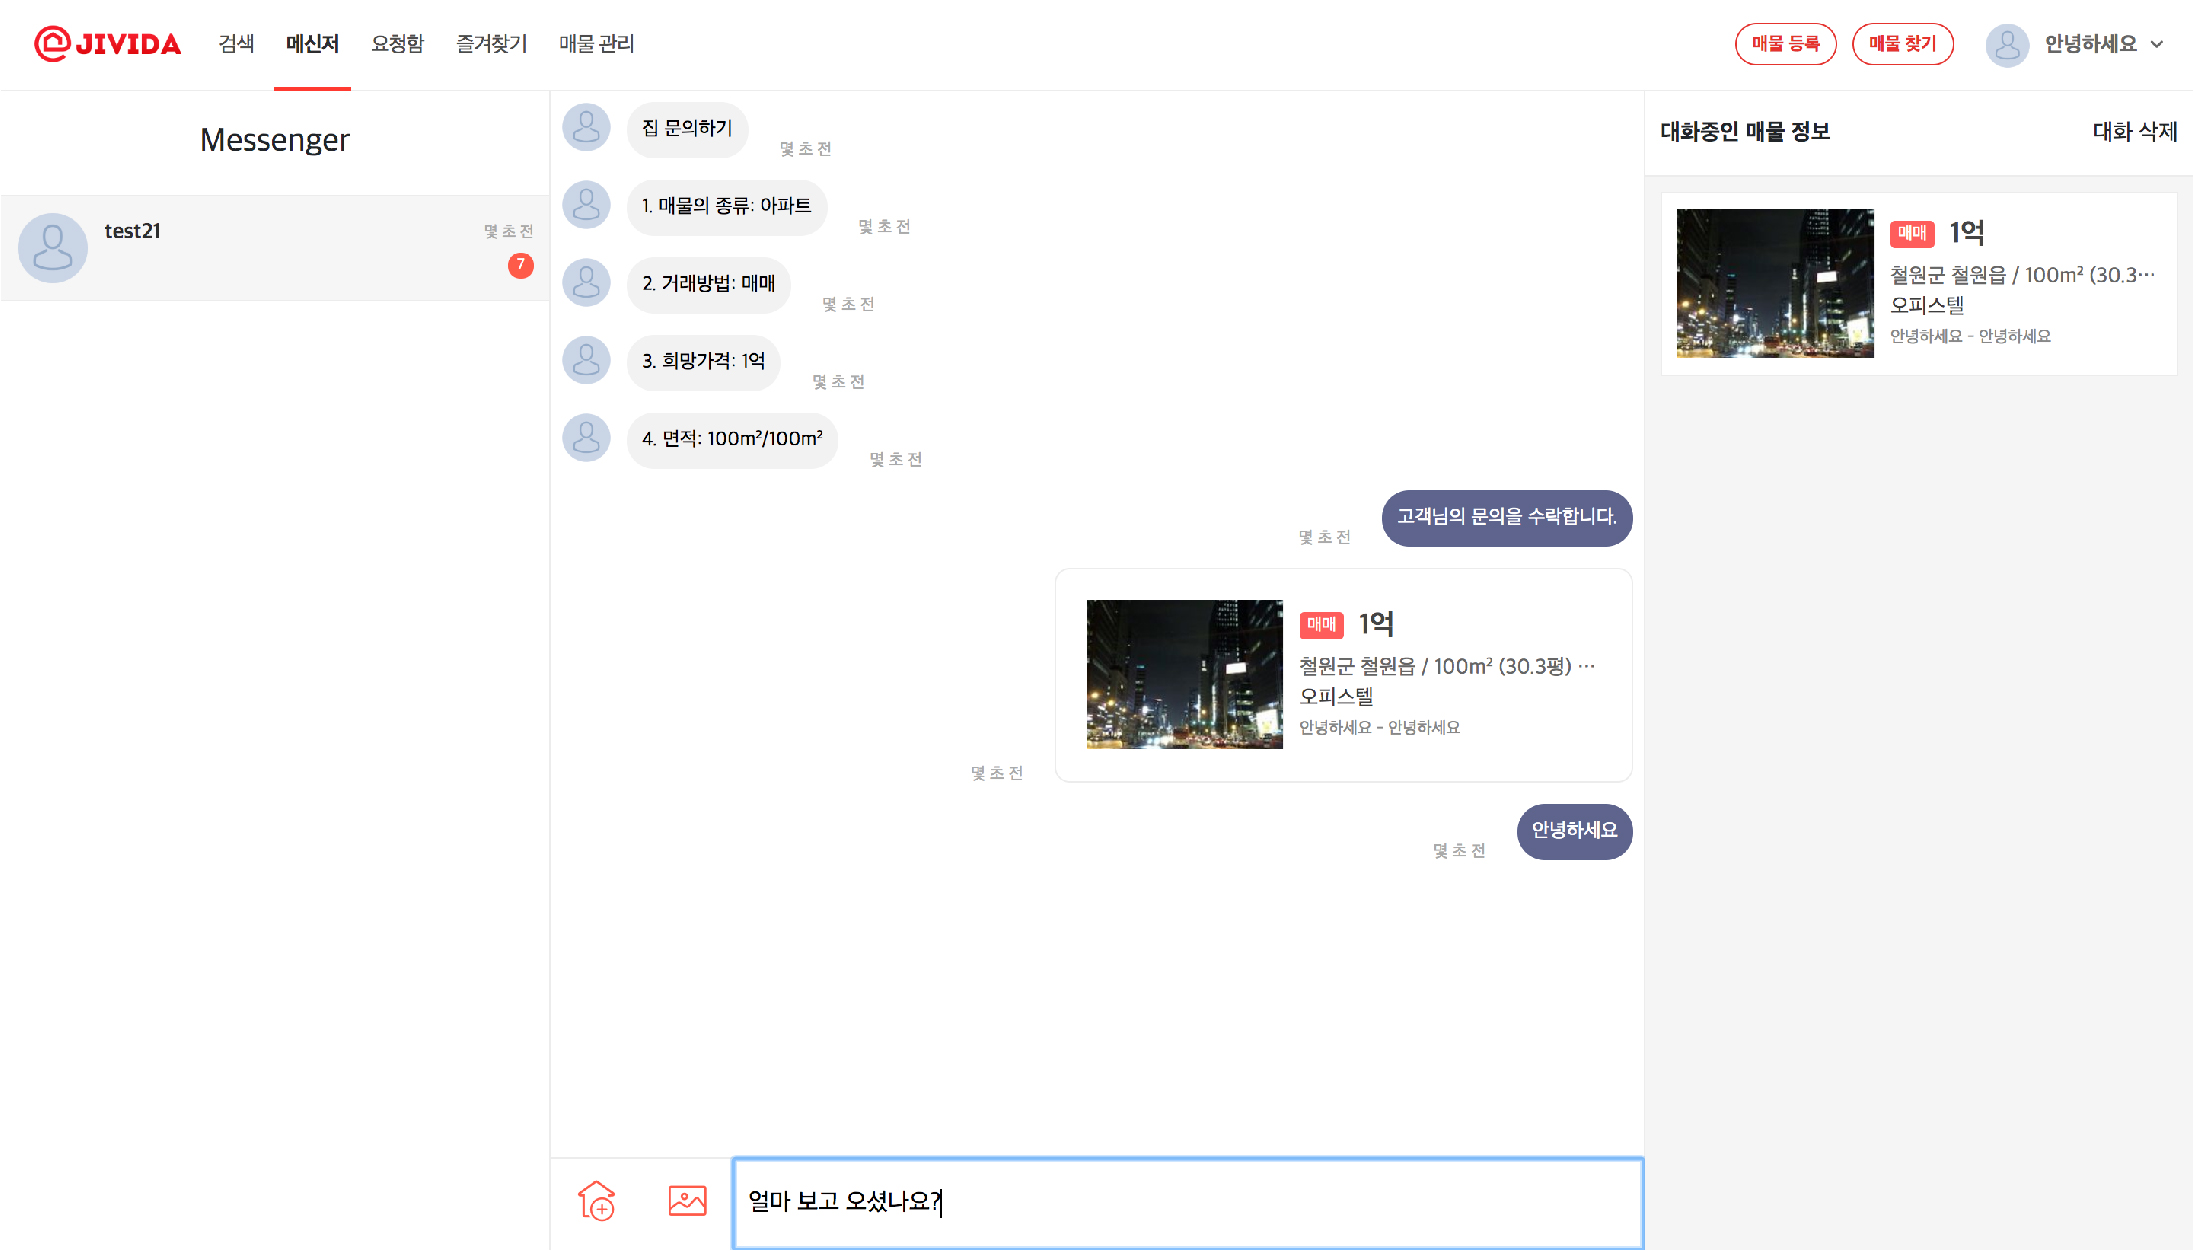 JIVIDA 검색 메신저 요청함 즐겨찾기 매물 관리 매물 등록 매물 찾기 안녕하세요
Messenger
test21 몇 초 전
7
집 문의하기
몇 초 전
1. 매물의 종류: 아파트
몇 초 전
2. 거래방법: 매매
몇 초 전
3. 희망가격: 1억
몇 초 전
4. 면적: 100m²/100m²
몇 초 전
고객님의 문의을 수락합니다.
몇 초 전
매매 1억
철원군 철원읍 / 100m² (30.3평) ···
오피스텔
안녕하세요 - 안녕하세요
몇 초 전
안녕하세요
몇 초 전
얼마 보고 오셨나요?
대화중인 매물 정보 대화 삭제
매매 1억
철원군 철원읍 / 100m² (30.3···
오피스텔
안녕하세요 - 안녕하세요